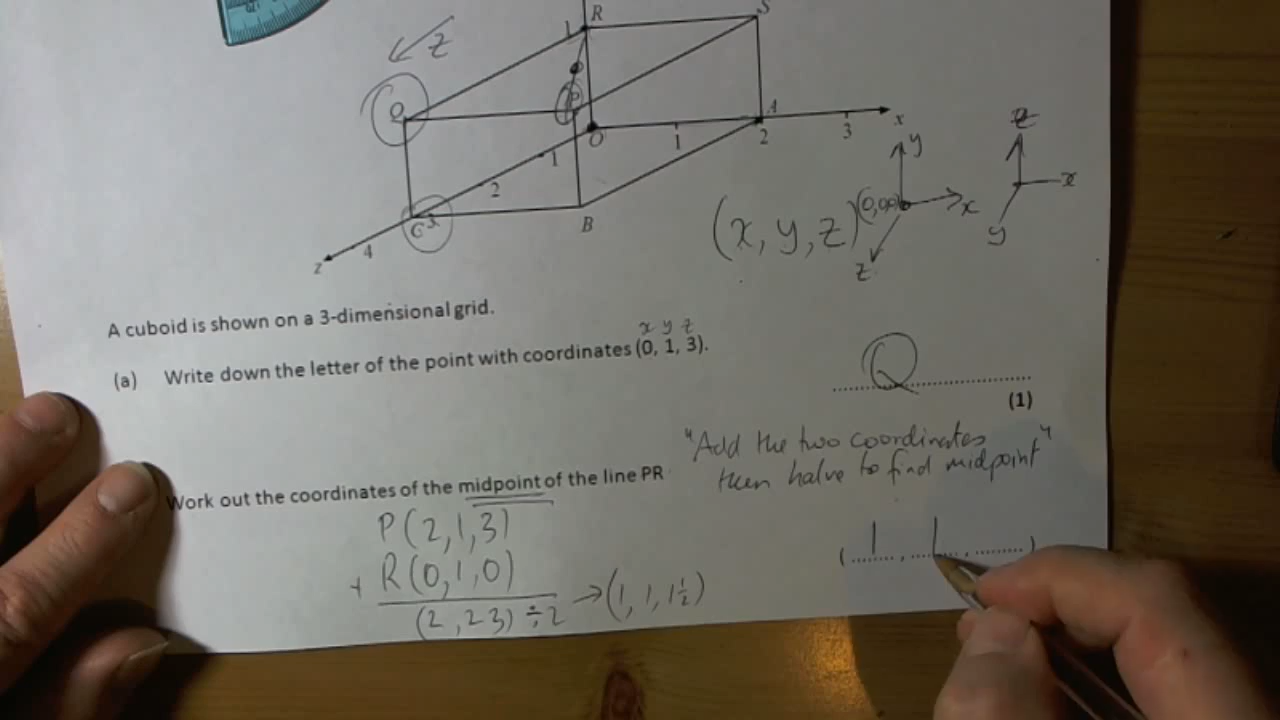 R
S
1
z
Q
P
O
1
2
3
x
A
1
2
C
3
B
4
z
y
x
(0,0,0)
z
z
x
y
(x, y, z)
A cuboid is shown on a 3-dimensional grid.
x y z
(a) Write down the letter of the point with coordinates (0, 1, 3).
Q
(1)
"Add the two coordinates
then halve to find midpoint"
Work out the coordinates of the midpoint of the line PR
P(2,1,3)
+ R(0,1,0)
(2,2 3) ÷2 → (1, 1, 1½)
(1, 1, )